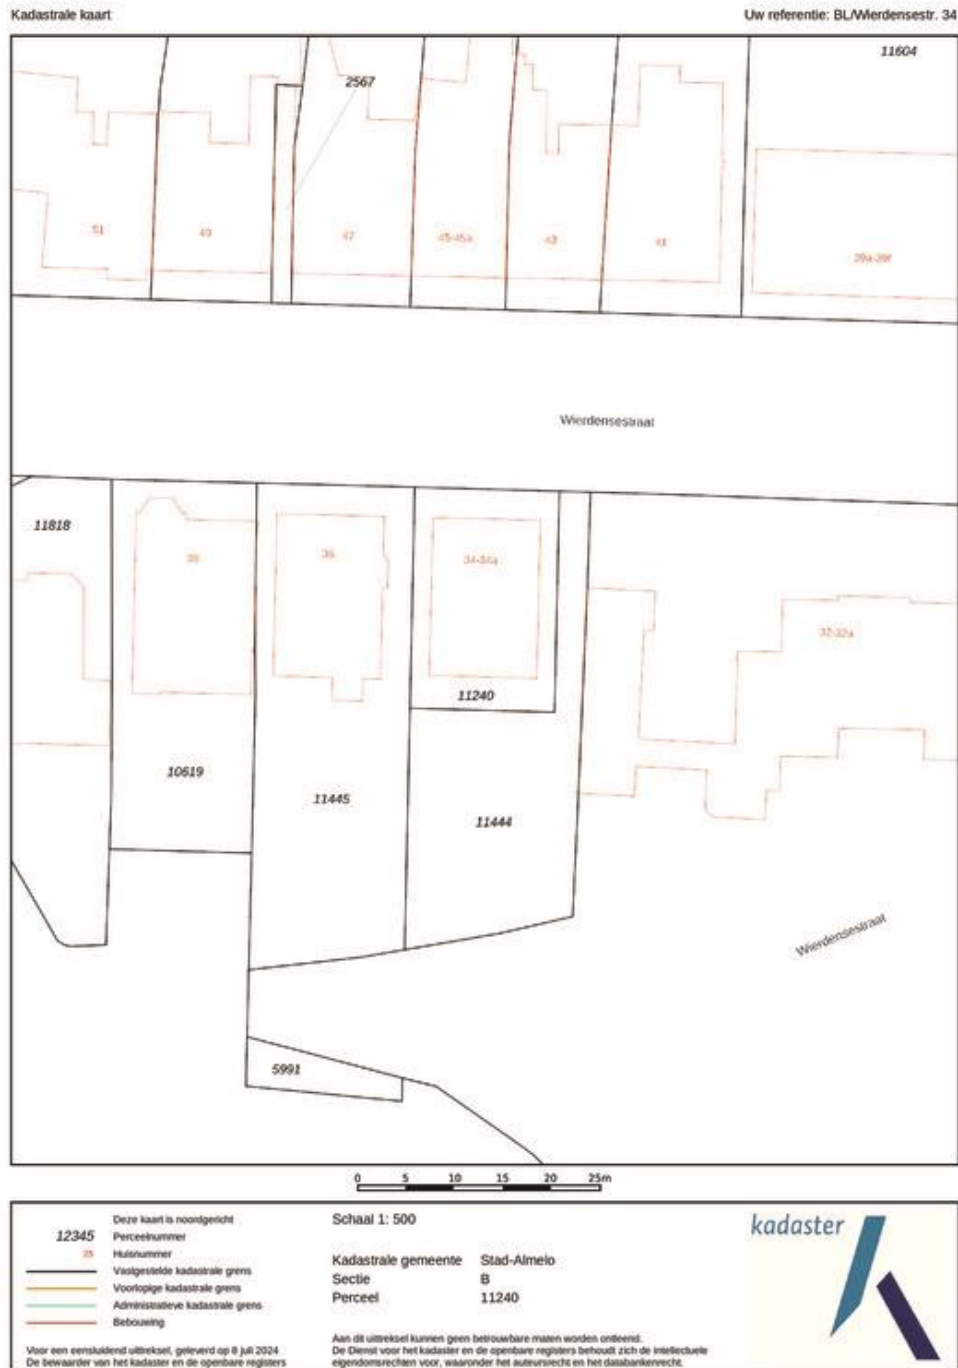 Kadastrale kaart
Uw referentie: BL/Wierdensestr. 34
11604
2567
51
49
47
45-45a
43
41
39a-39f
Wierdensestraat
11818
38
36
34-34a
32-32a
11240
10619
11445
11444
Wierdensestraat
5991
0 5 10 15 20 25m
Deze kaart is noordgericht
12345 Perceelnummer
25 Huisnummer
Vastgestelde kadastrale grens
Voorlopige kadastrale grens
Administratieve kadastrale grens
Bebouwing
Voor een eensluidend uittreksel, geleverd op 8 juli 2024
De bewaarder van het kadaster en de openbare registers
Schaal 1: 500
Kadastrale gemeente Stad-Almelo
Sectie B
Perceel 11240
Aan dit uittreksel kunnen geen betrouwbare maten worden ontleend.
De Dienst voor het kadaster en de openbare registers behoudt zich de intellectuele
eigendomsrechten voor, waaronder het auteursrecht en het databankenrecht.
kadaster